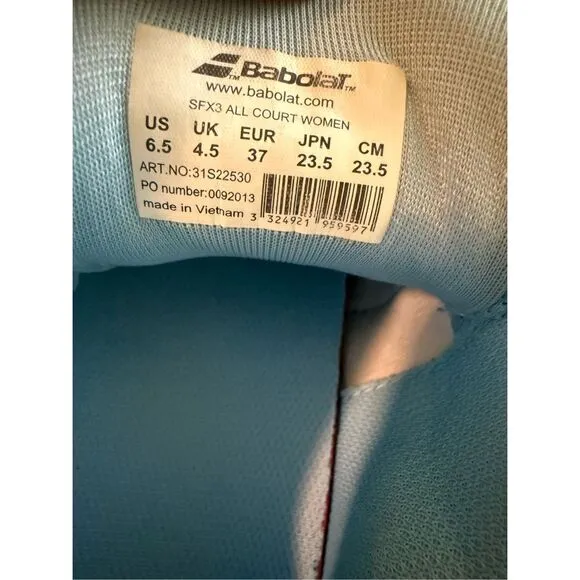 BaboLaT™
www.babolat.com
SFX3 ALL COURT WOMEN
US UK EUR JPN CM
6.5 4.5 37 23.5 23.5
ART.NO:31S22530
PO number:0092013
made in Vietnam 3 324921 959597